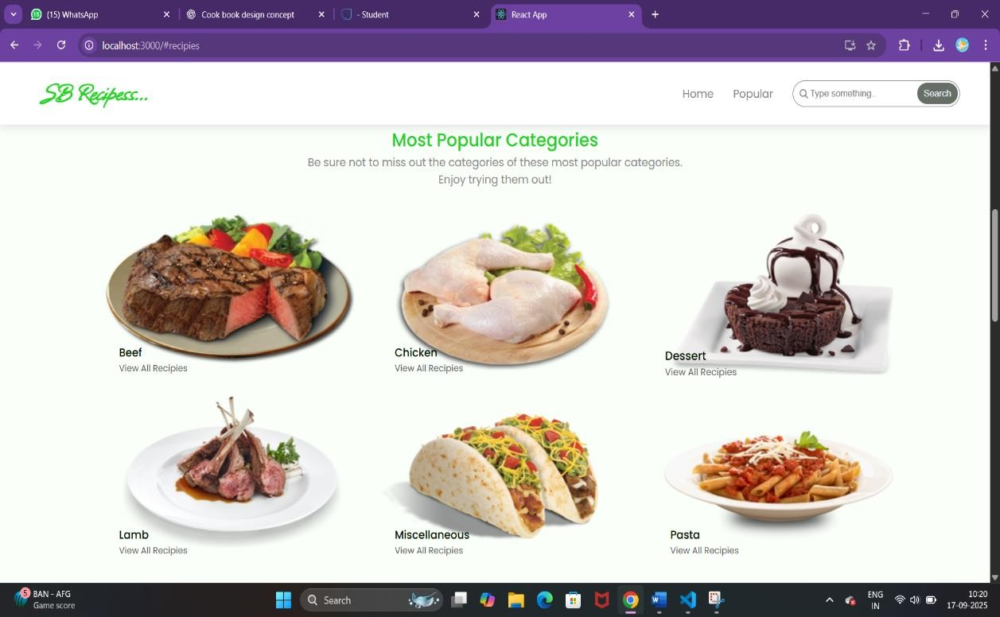 (15) WhatsApp
Cook book design concept
- Student
React App
localhost:3000/#recipies
SB Recipess...
Home
Popular
Type something..
Search
Most Popular Categories
Be sure not to miss out the categories of these most popular categories.
Enjoy trying them out!
Beef
View All Recipies
Chicken
View All Recipies
Dessert
View All Recipies
Lamb
View All Recipies
Miscellaneous
View All Recipies
Pasta
View All Recipies
5
BAN - AFG
Game score
Search
ENG
IN
10:20
17-09-2025